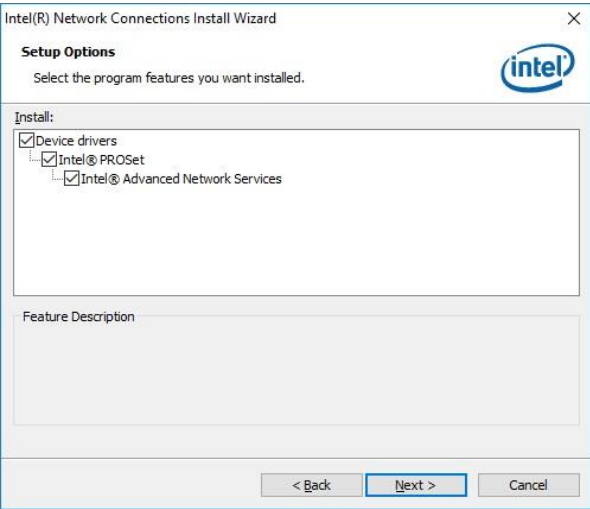 Intel(R) Network Connections Install Wizard
Setup Options
Select the program features you want installed.
intel
Install:
Device drivers
Intel® PROSet
Intel® Advanced Network Services
Feature Description
< Back
Next >
Cancel